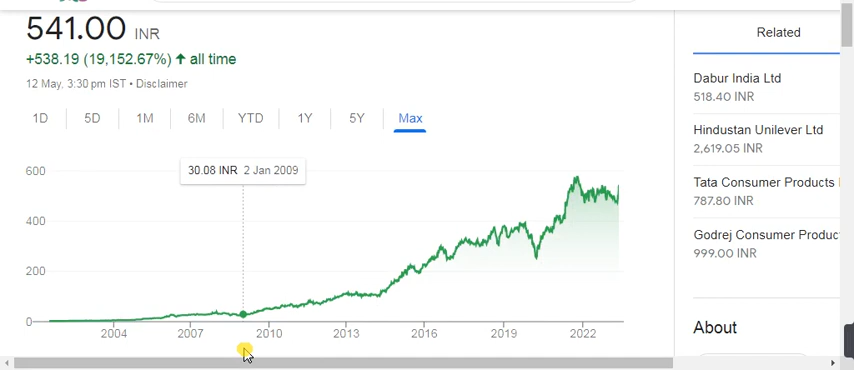 541.00 INR
+538.19 (19,152.67%) ↑ all time
12 May, 3:30 pm IST • Disclaimer
1D 5D 1M 6M YTD 1Y 5Y Max
30.08 INR 2 Jan 2009
600
400
200
0
2004 2007 2010 2013 2016 2019 2022
Related
Dabur India Ltd
518.40 INR
Hindustan Unilever Ltd
2,619.05 INR
Tata Consumer Products
787.80 INR
Godrej Consumer Produc
999.00 INR
About